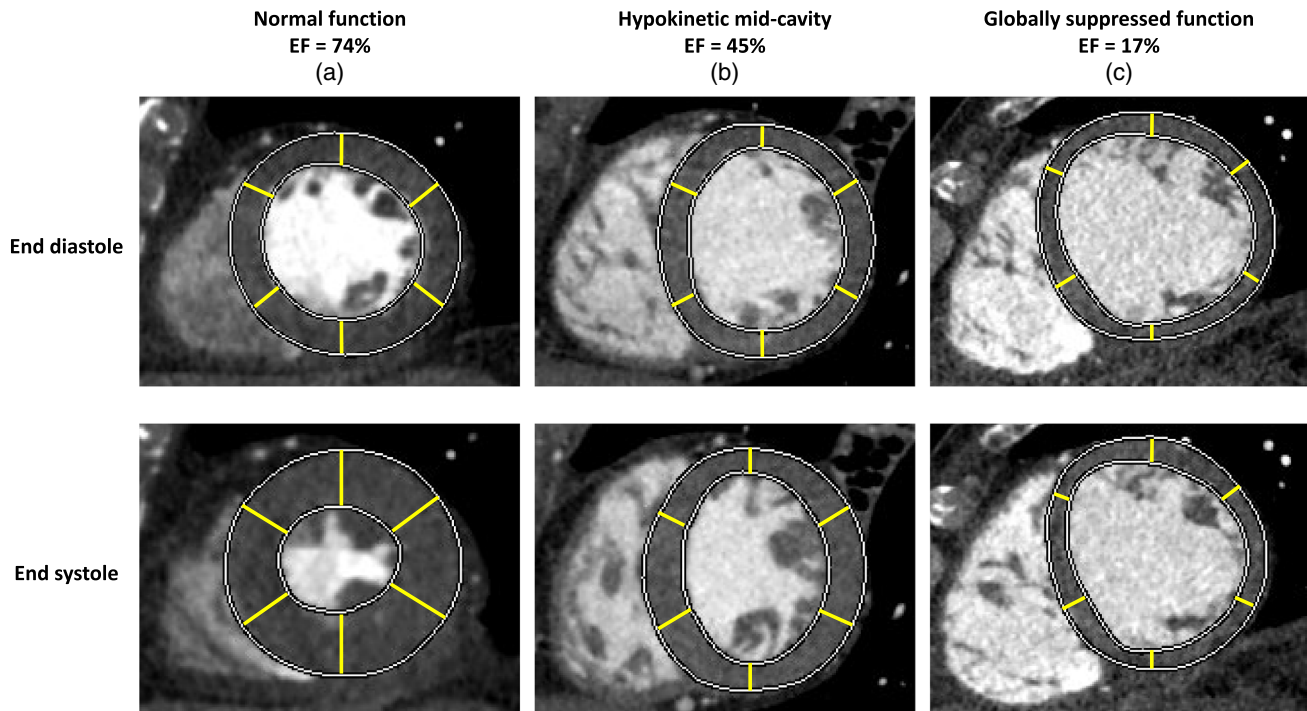 Normal function
EF = 74%
(a)
Hypokinetic mid-cavity
EF = 45%
(b)
Globally suppressed function
EF = 17%
(c)
End diastole
End systole